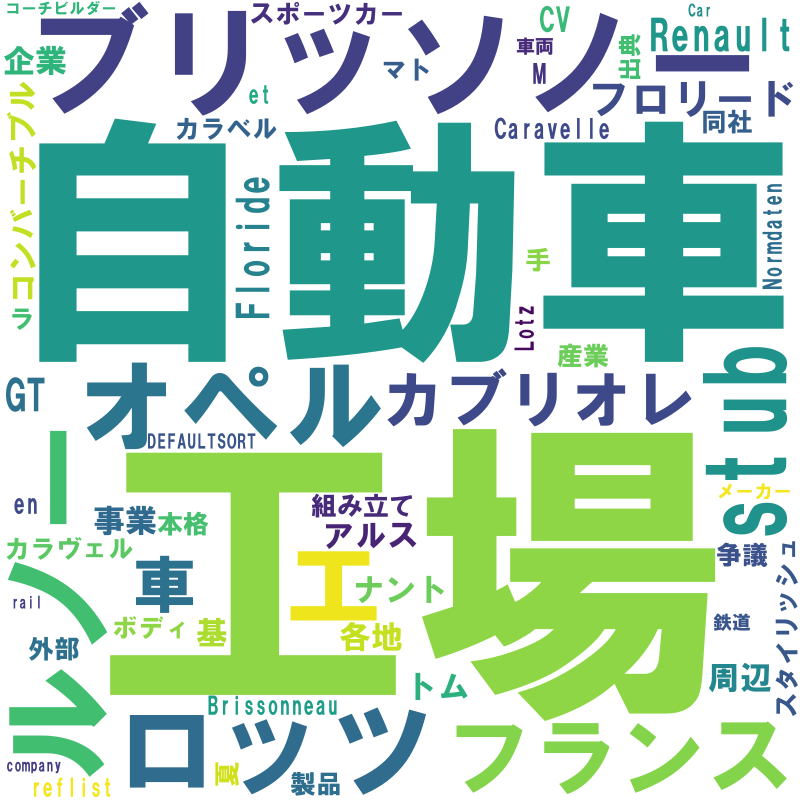 コーチビルダー
スポーツカー
Car
CV
Renault
ブリッソノー
企業
マト
車両
M
出典
et
フロリード
カラベル
Caravelle
同社
コンバーチブル
自動車
Floride
Normdaten
手
ラ
Lotz
産業
GT
オペル
カブリオレ
stub
DEFAULTSORT
メーカー
en
事業
本格
組み立て
アルス
工場
カラヴェル
争議
車
エ
ナント
スタイリッシュ
rail
ルノー
ボディ
基
各地
鉄道
外部
トム
周辺
Brissonneau
ロッツ
フランス
company
夏
製品
reflist